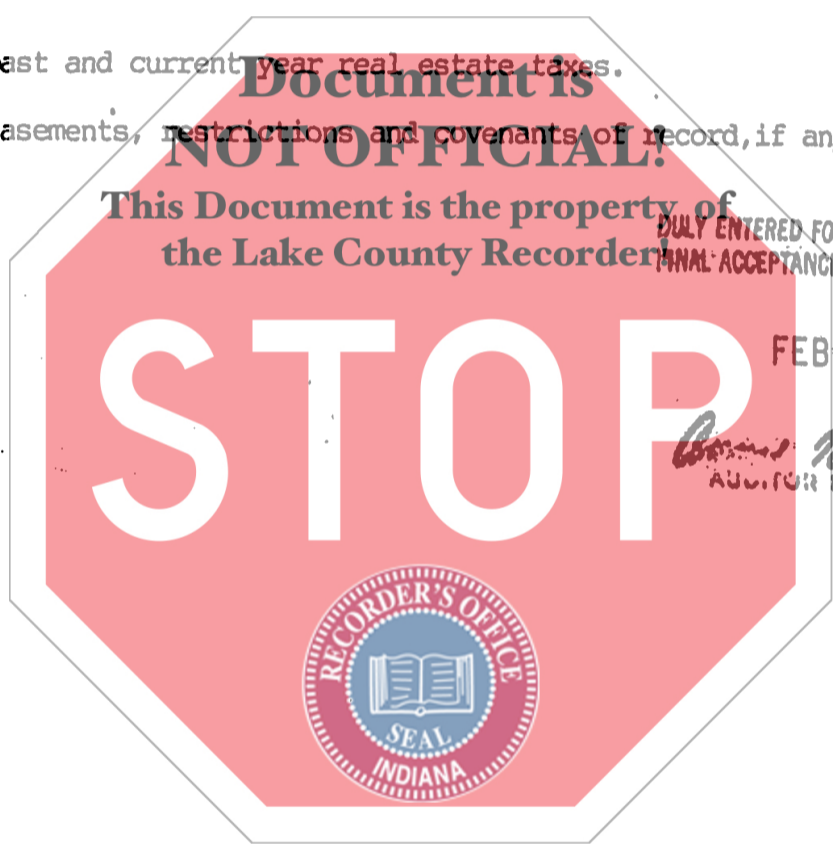 ast and current year real estate taxes.
Document is
asements, restrictions and covenants of record,if an
NOT OFFICIAL!
This Document is the property of
the Lake County Recorder!
DULY ENTERED FO
FINAL ACCEPTANC
STOP
FEB
AUDITOR
RECORDER'S OFFICE
SEAL
INDIANA